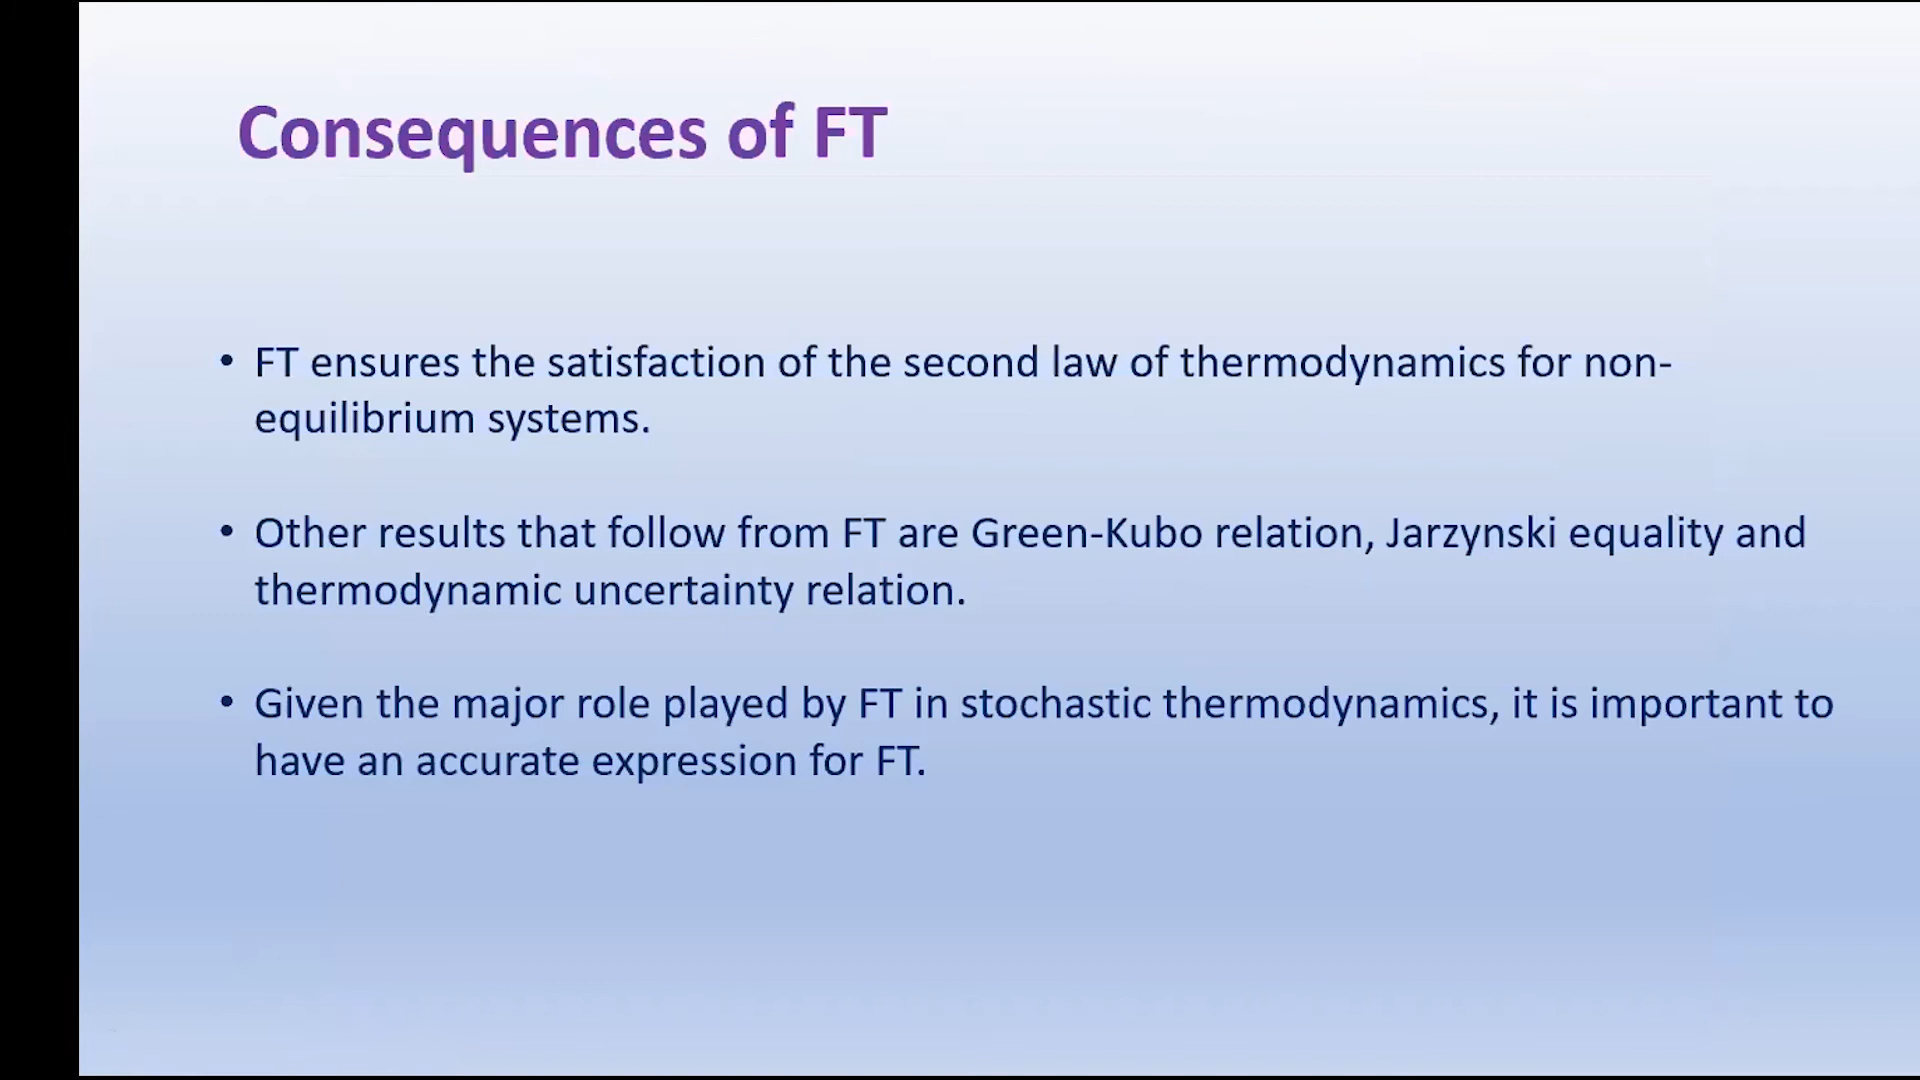 Consequences of FT
• FT ensures the satisfaction of the second law of thermodynamics for non-
equilibrium systems.
• Other results that follow from FT are Green-Kubo relation, Jarzynski equality and
thermodynamic uncertainty relation.
• Given the major role played by FT in stochastic thermodynamics, it is important to
have an accurate expression for FT.